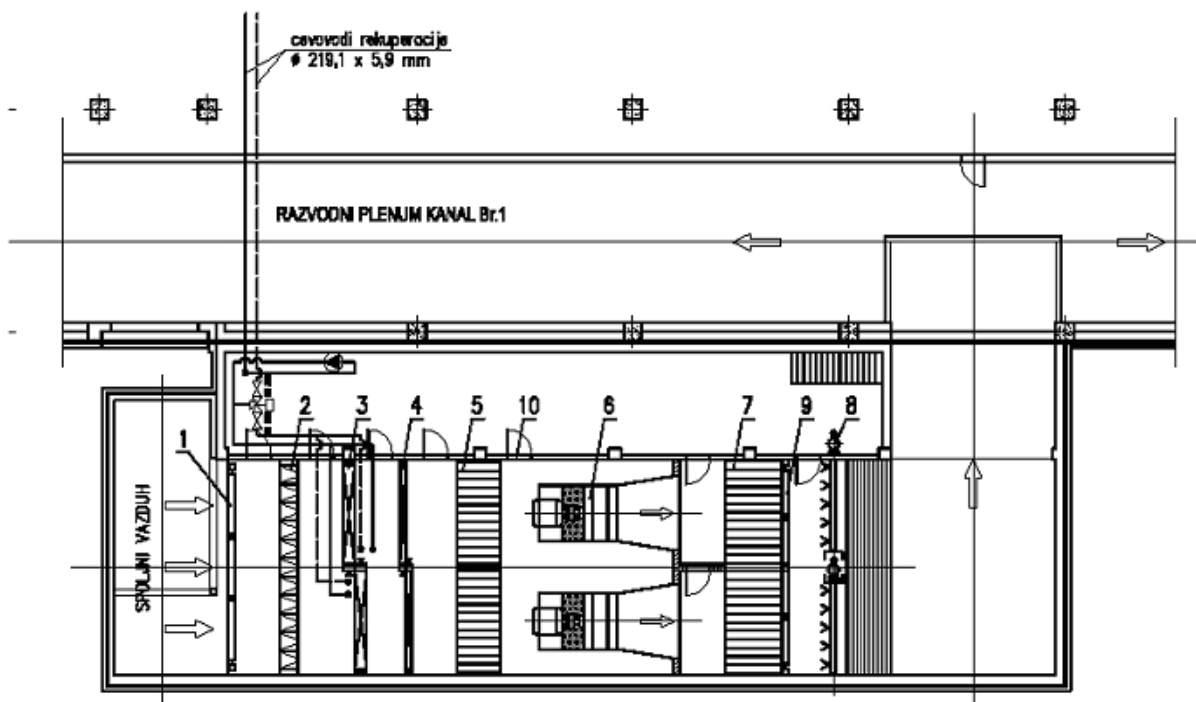 cevovodi rekuperacije
ø 219,1 x 5,9 mm
RAZVODNI PLENUM KANAL Br.1
1 2 3 4 5 10 6 7 9 8
SPOLJNI VAZDUH